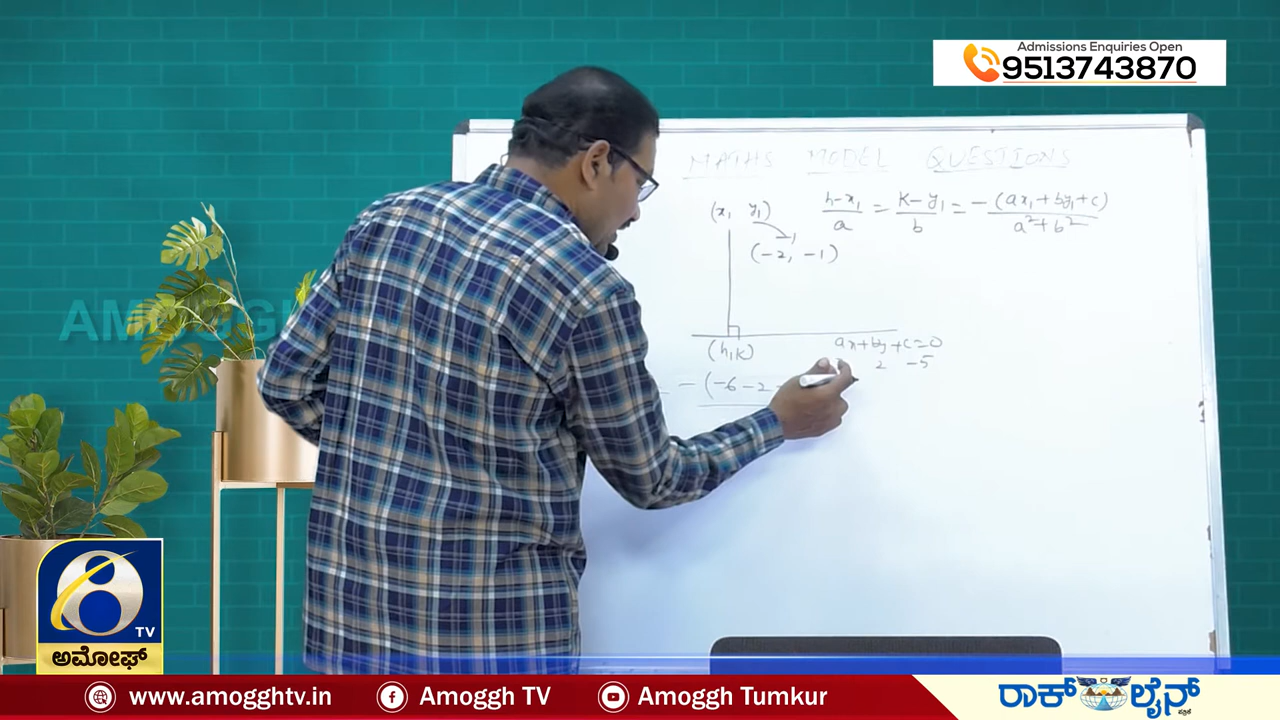 Admissions Enquiries Open
9513743870
MATHS MODEL QUESTIONS
(x₁ y₁)
(h-x₁)/a = (k-y₁)/b = -(ax₁+by₁+c)/(a²+b²)
(-2, -1)
(h,k)
ax+by+c=0
2 -5
-(-6-2-
TV
ಅಮೋಘ್
www.amogghtv.in
Amoggh TV
Amoggh Tumkur
ರಾಕ್ ಲೈನ್